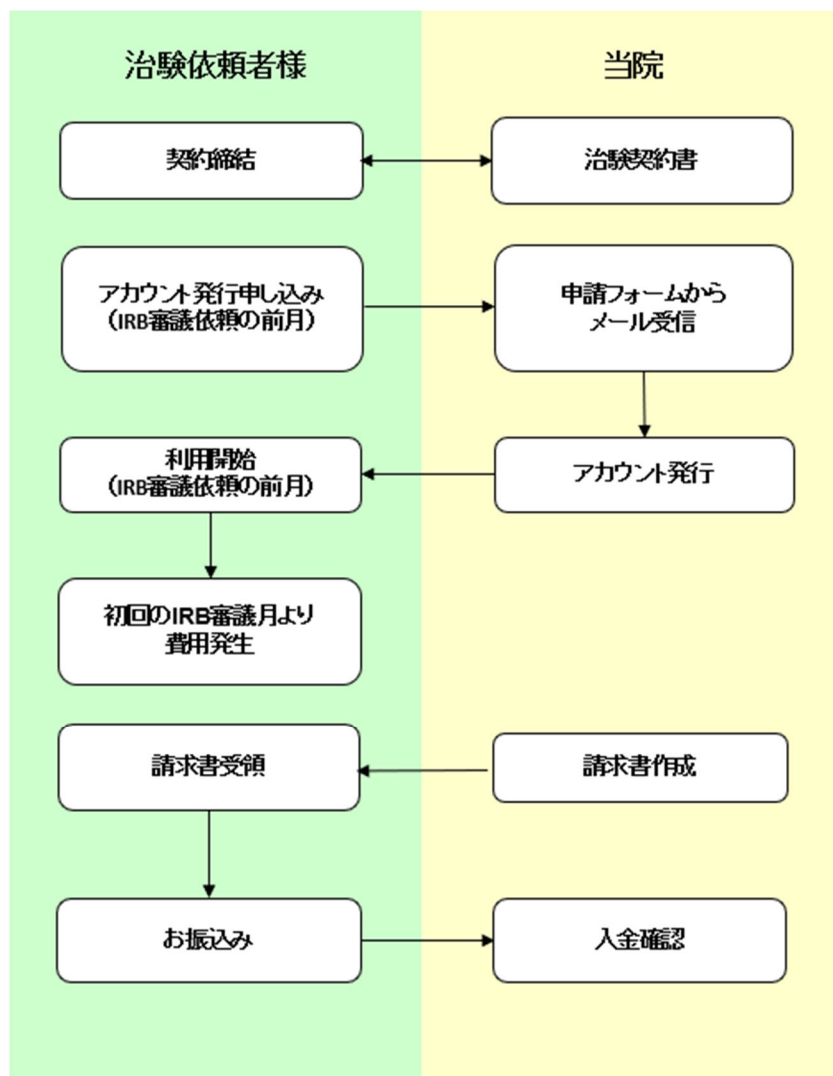 治験依頼者様
当院
契約締結
治験契約書
アカウント発行申し込み
（IRB審議依頼の前月）
申請フォームから
メール受信
利用開始
（IRB審議依頼の前月）
アカウント発行
初回のIRB審議月より
費用発生
請求書受領
請求書作成
お振込み
入金確認